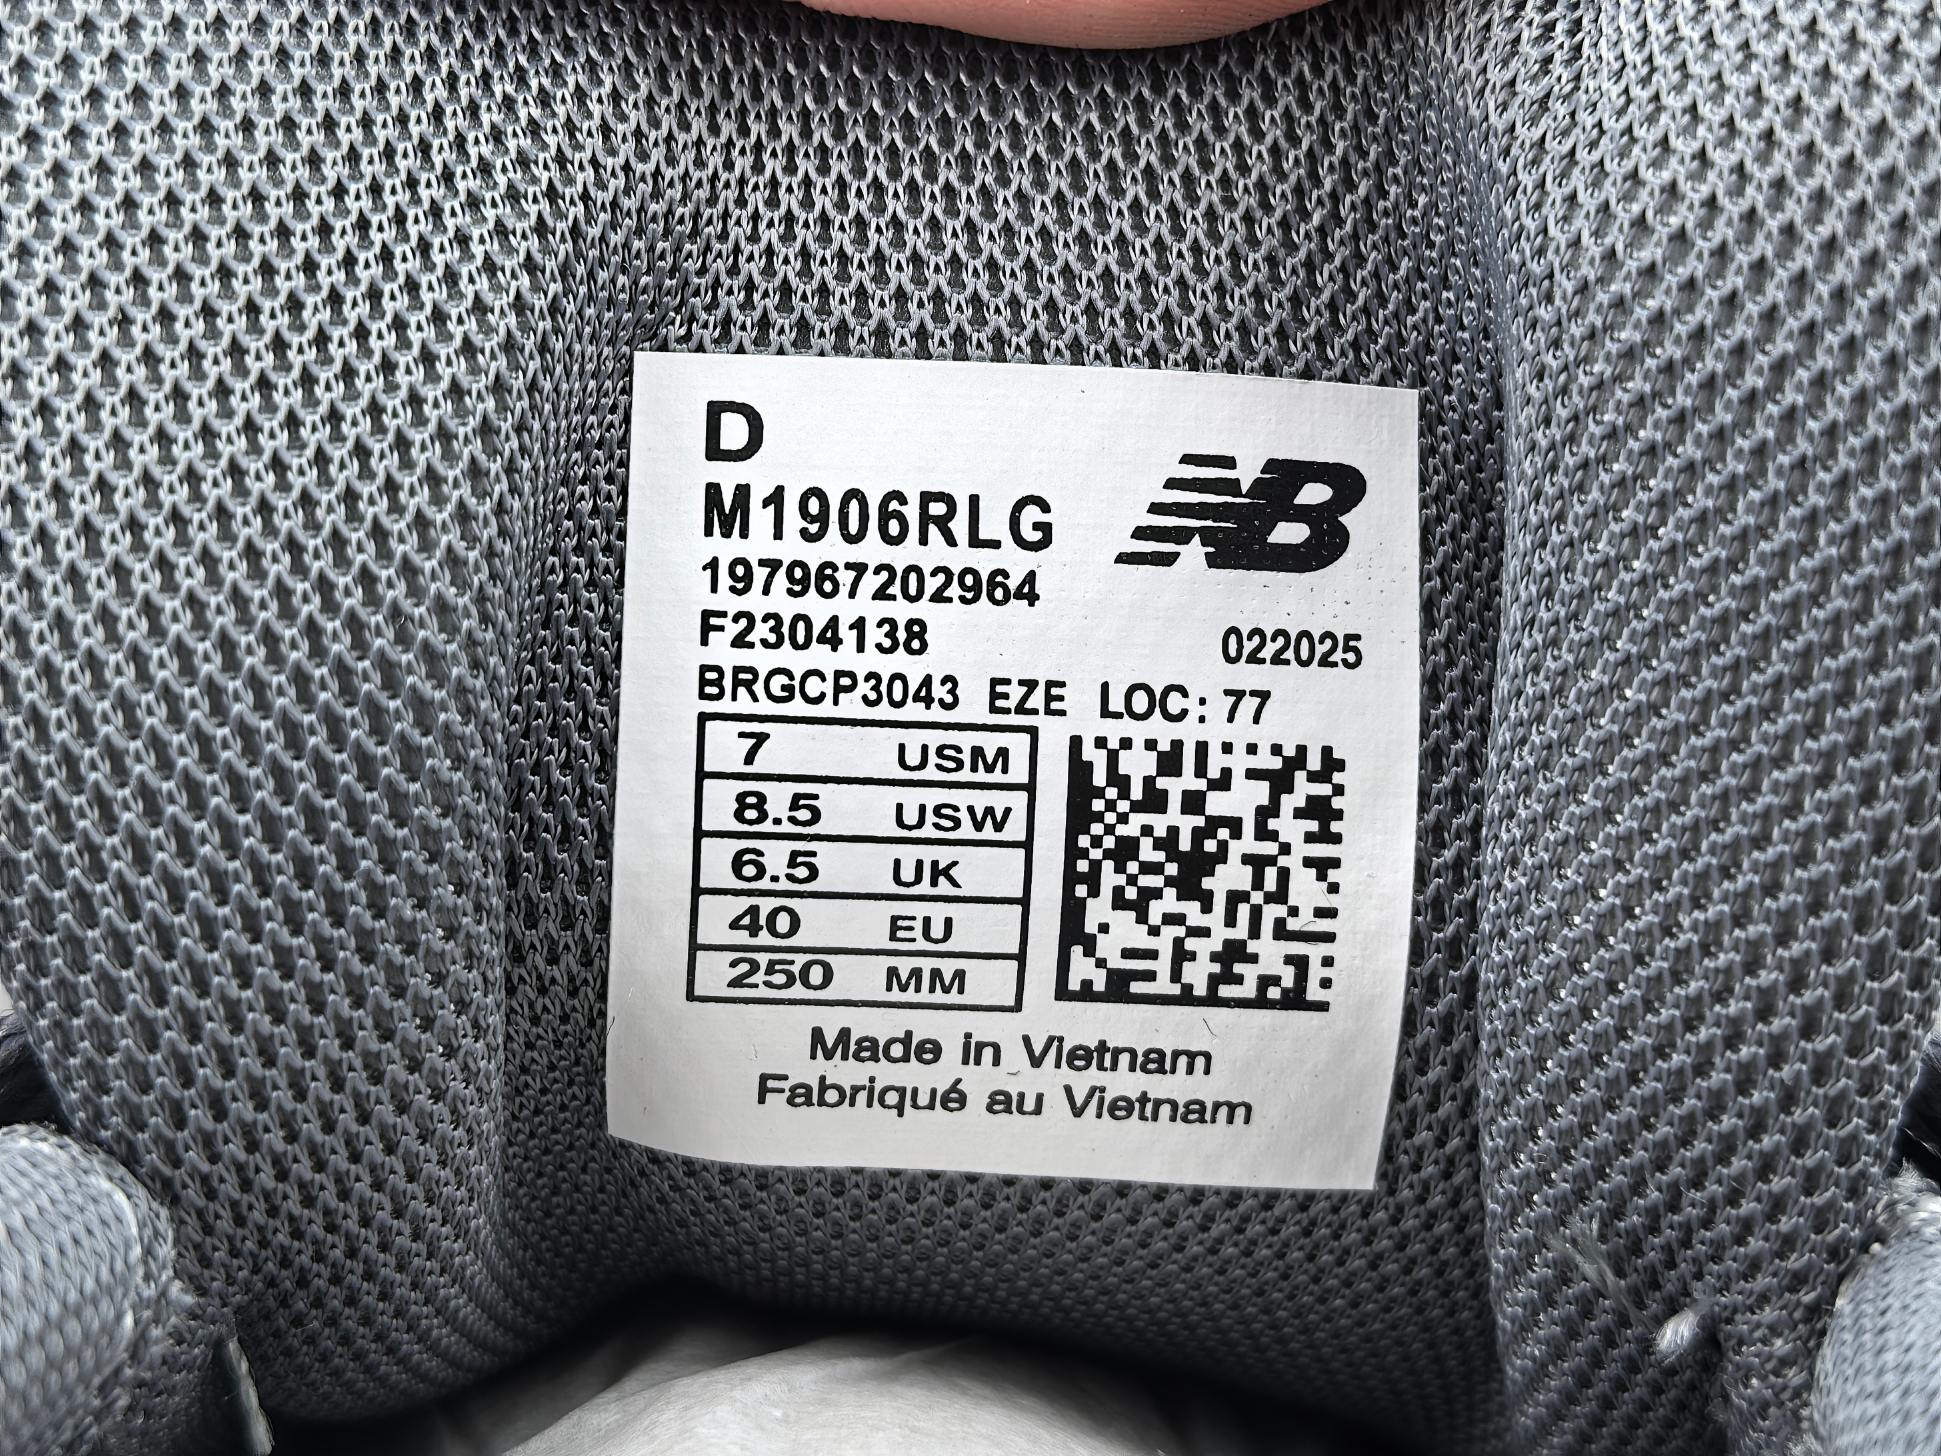 D
NB
M1906RLG
197967202964
F2304138 022025
BRGCP3043 EZE LOC: 77
7 USM
8.5 USW
6.5 UK
40 EU
250 MM
Made in Vietnam
Fabriqué au Vietnam